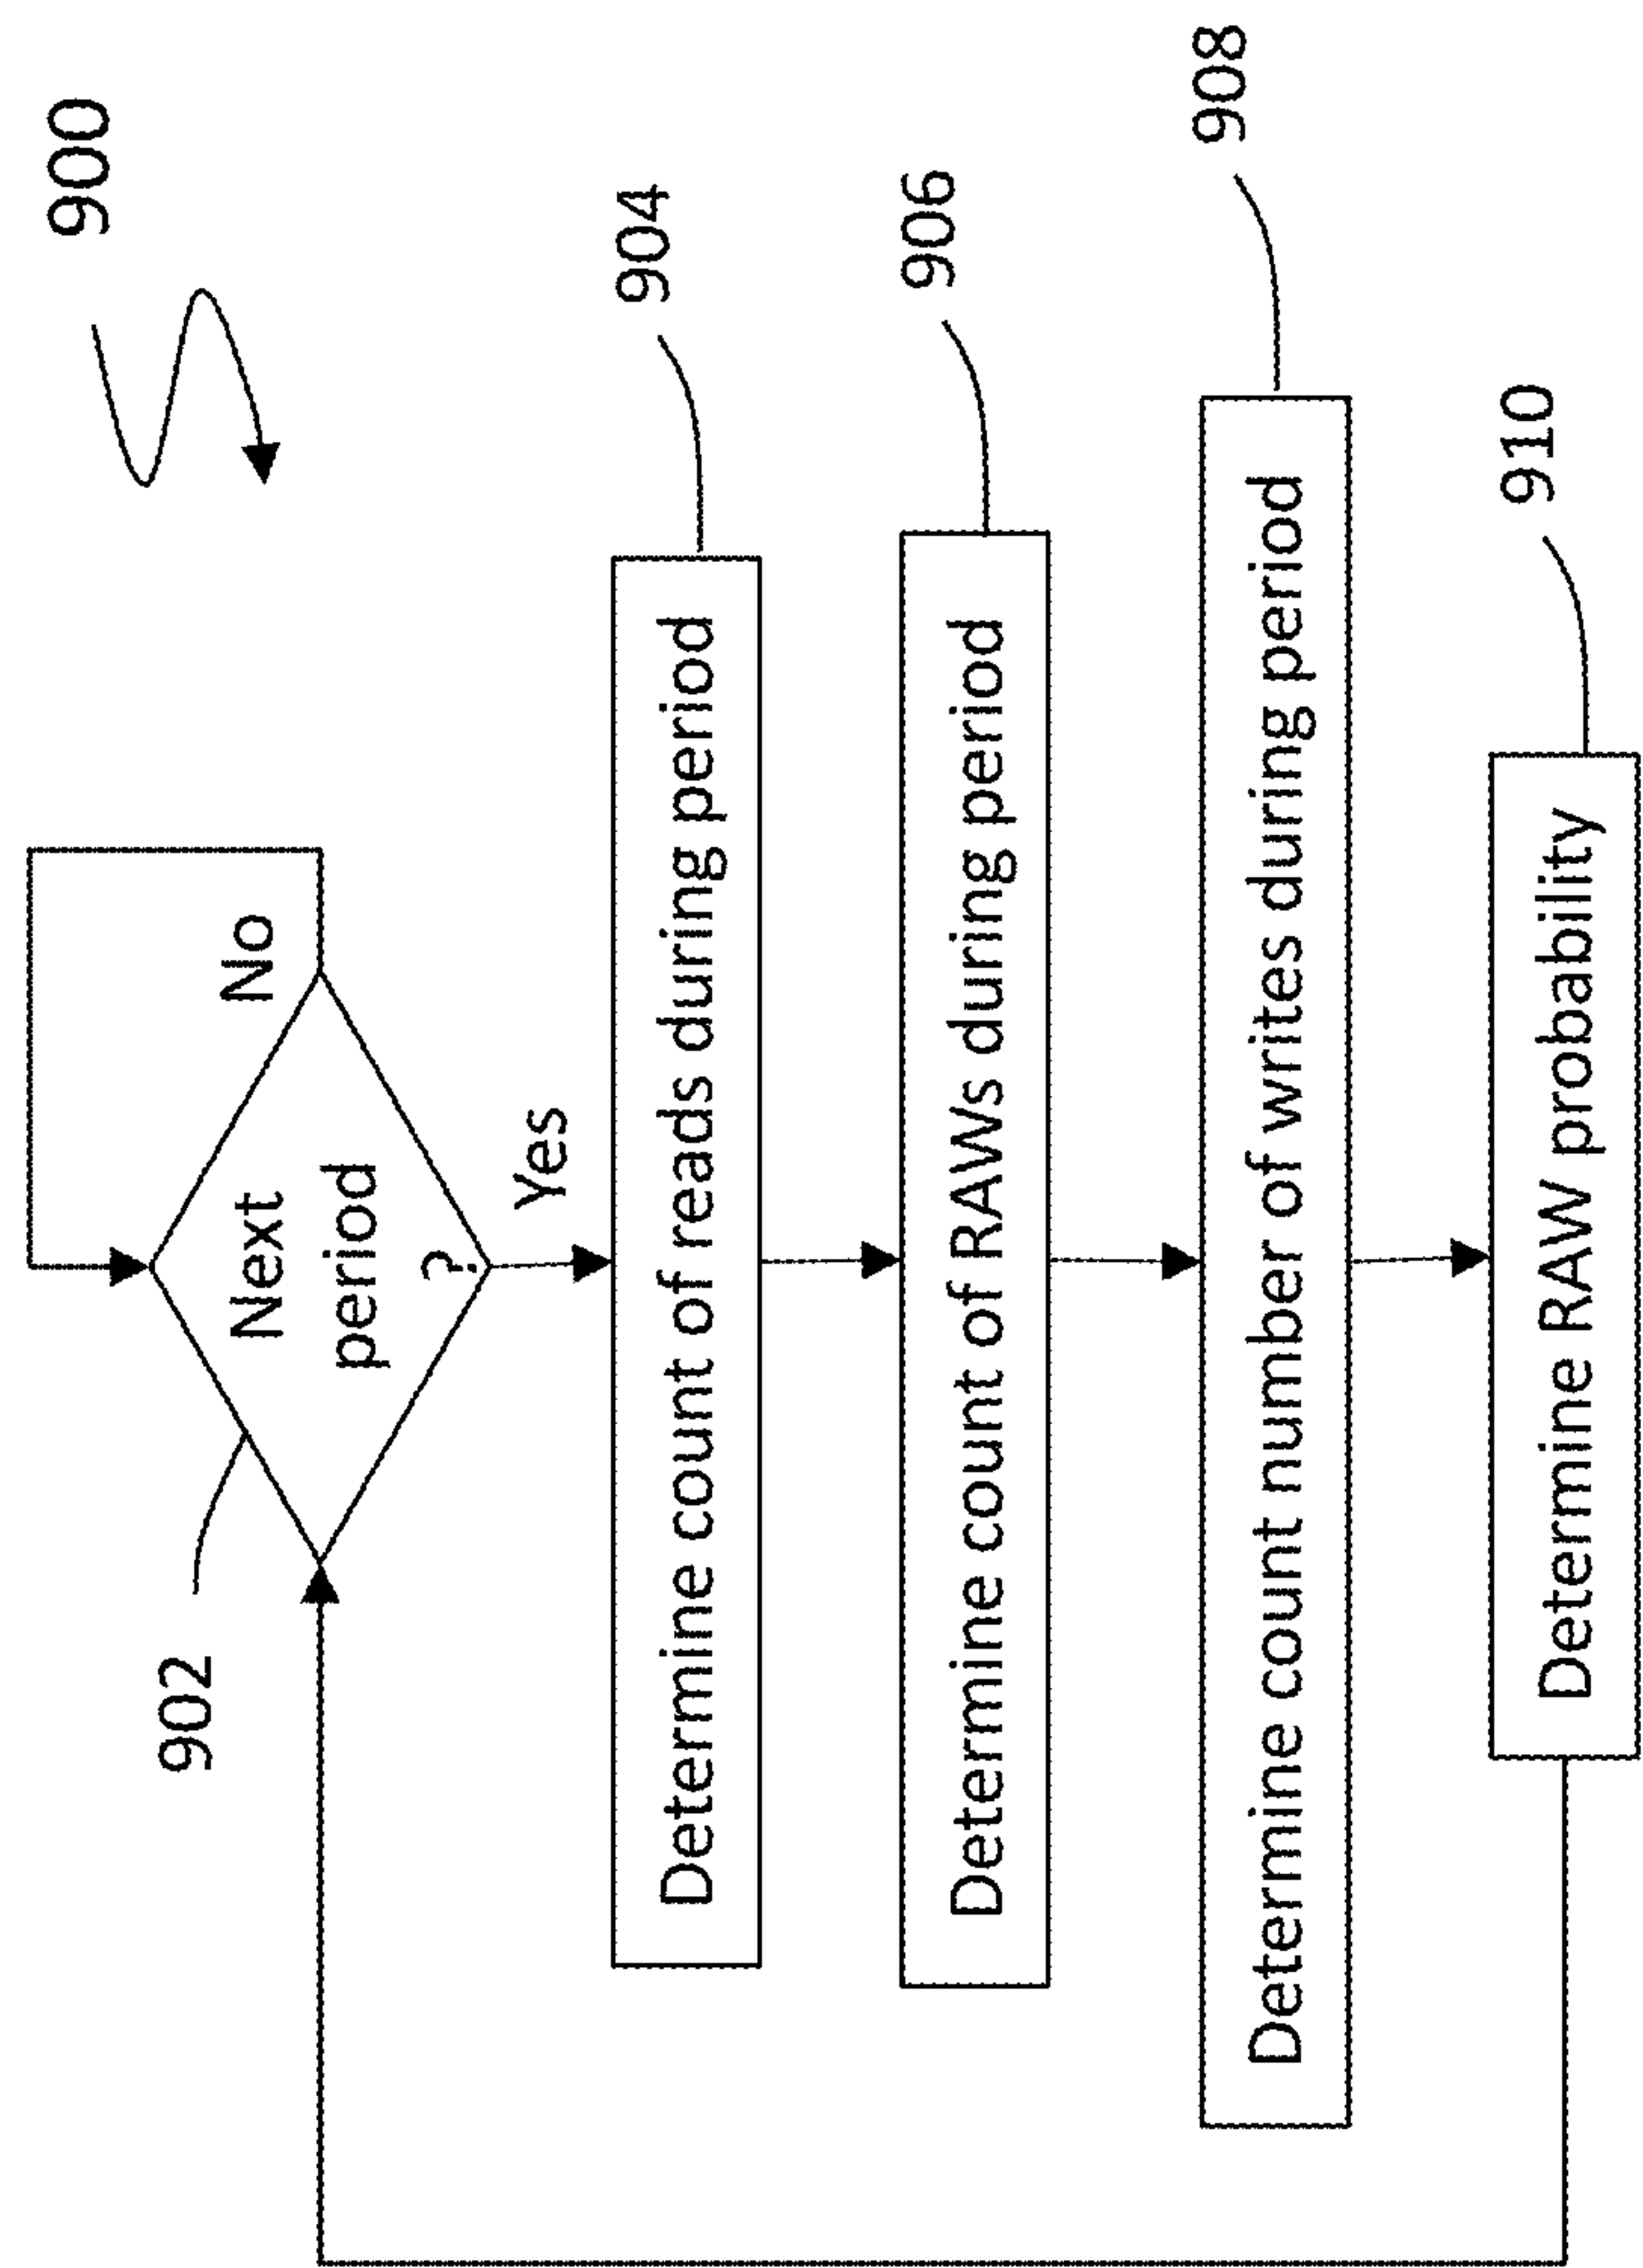 900
902
Next
period
?
No
Yes
Determine count of reads during period
904
Determine count of RAWs during period
906
Determine count number of writes during period
908
Determine RAW probability
910